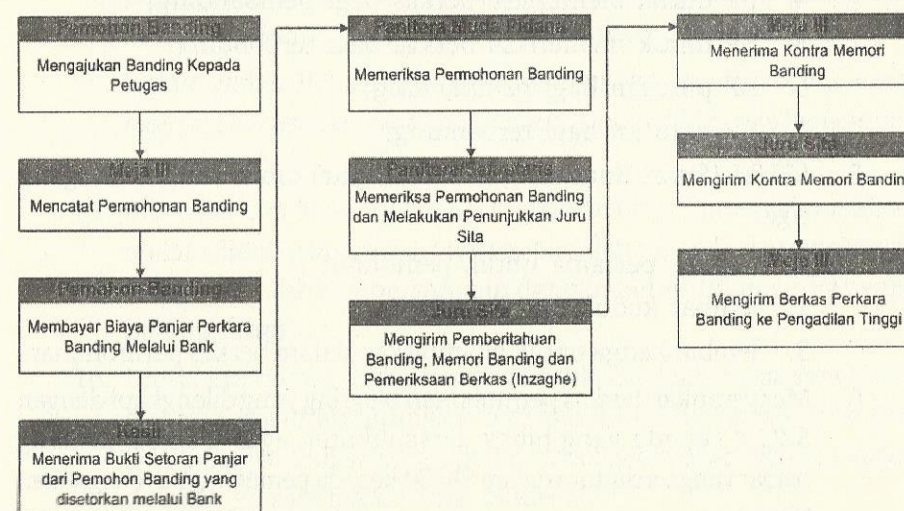 Pemohon Banding
Mengajukan Banding Kepada
Petugas
Meja III
Mencatat Permohonan Banding
Pemohon Banding
Membayar Biaya Panjar Perkara
Banding Melalui Bank
Kasir
Menerima Bukti Setoran Panjar
dari Pemohon Banding yang
disetorkan melalui Bank
Panitera Muda Pidana
Memeriksa Permohonan Banding
Panitera/Sekretaris
Memeriksa Permohonan Banding
dan Melakukan Penunjukkan Juru
Sita
Juru Sita
Mengirim Pemberitahuan
Banding, Memori Banding dan
Pemeriksaan Berkas (Inzaghe)
Meja III
Menerima Kontra Memori
Banding
Juru Sita
Mengirim Kontra Memori Banding
Meja III
Mengirim Berkas Perkara
Banding ke Pengadilan Tinggi